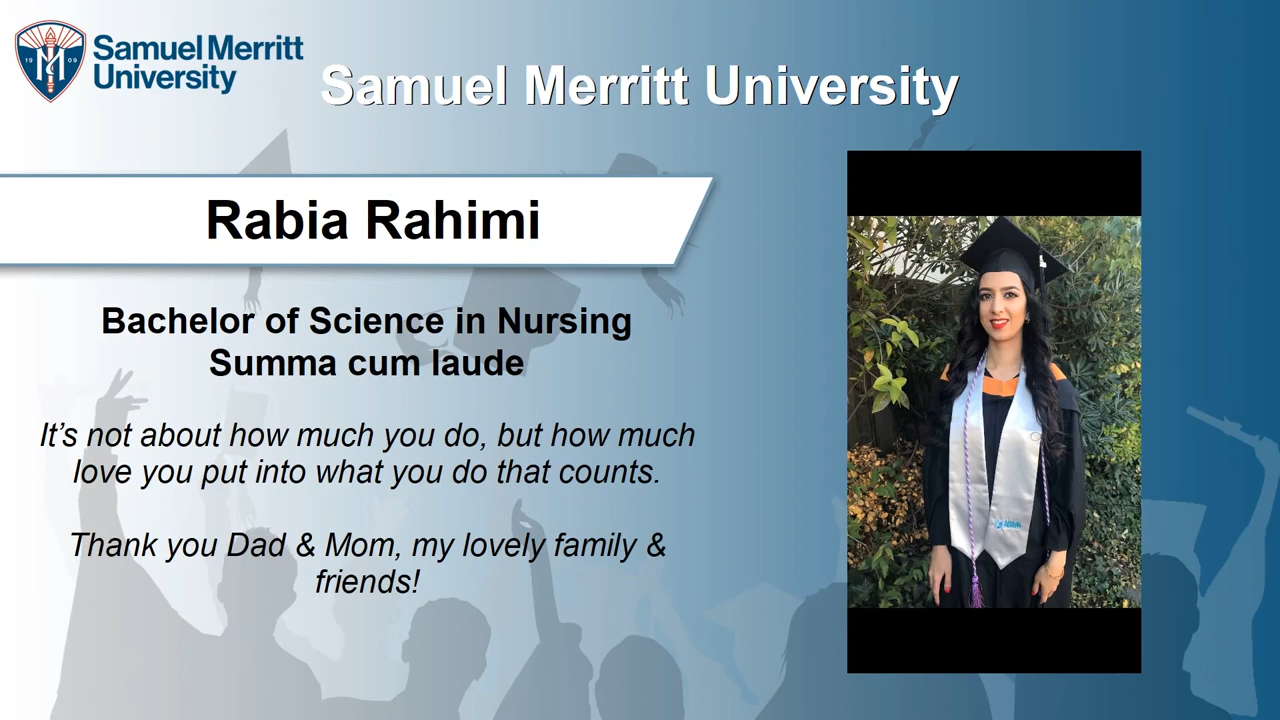 Samuel Merritt
University
19 09
Samuel Merritt University
Rabia Rahimi
Bachelor of Science in Nursing
Summa cum laude
It’s not about how much you do, but how much
love you put into what you do that counts.
Thank you Dad & Mom, my lovely family &
friends!